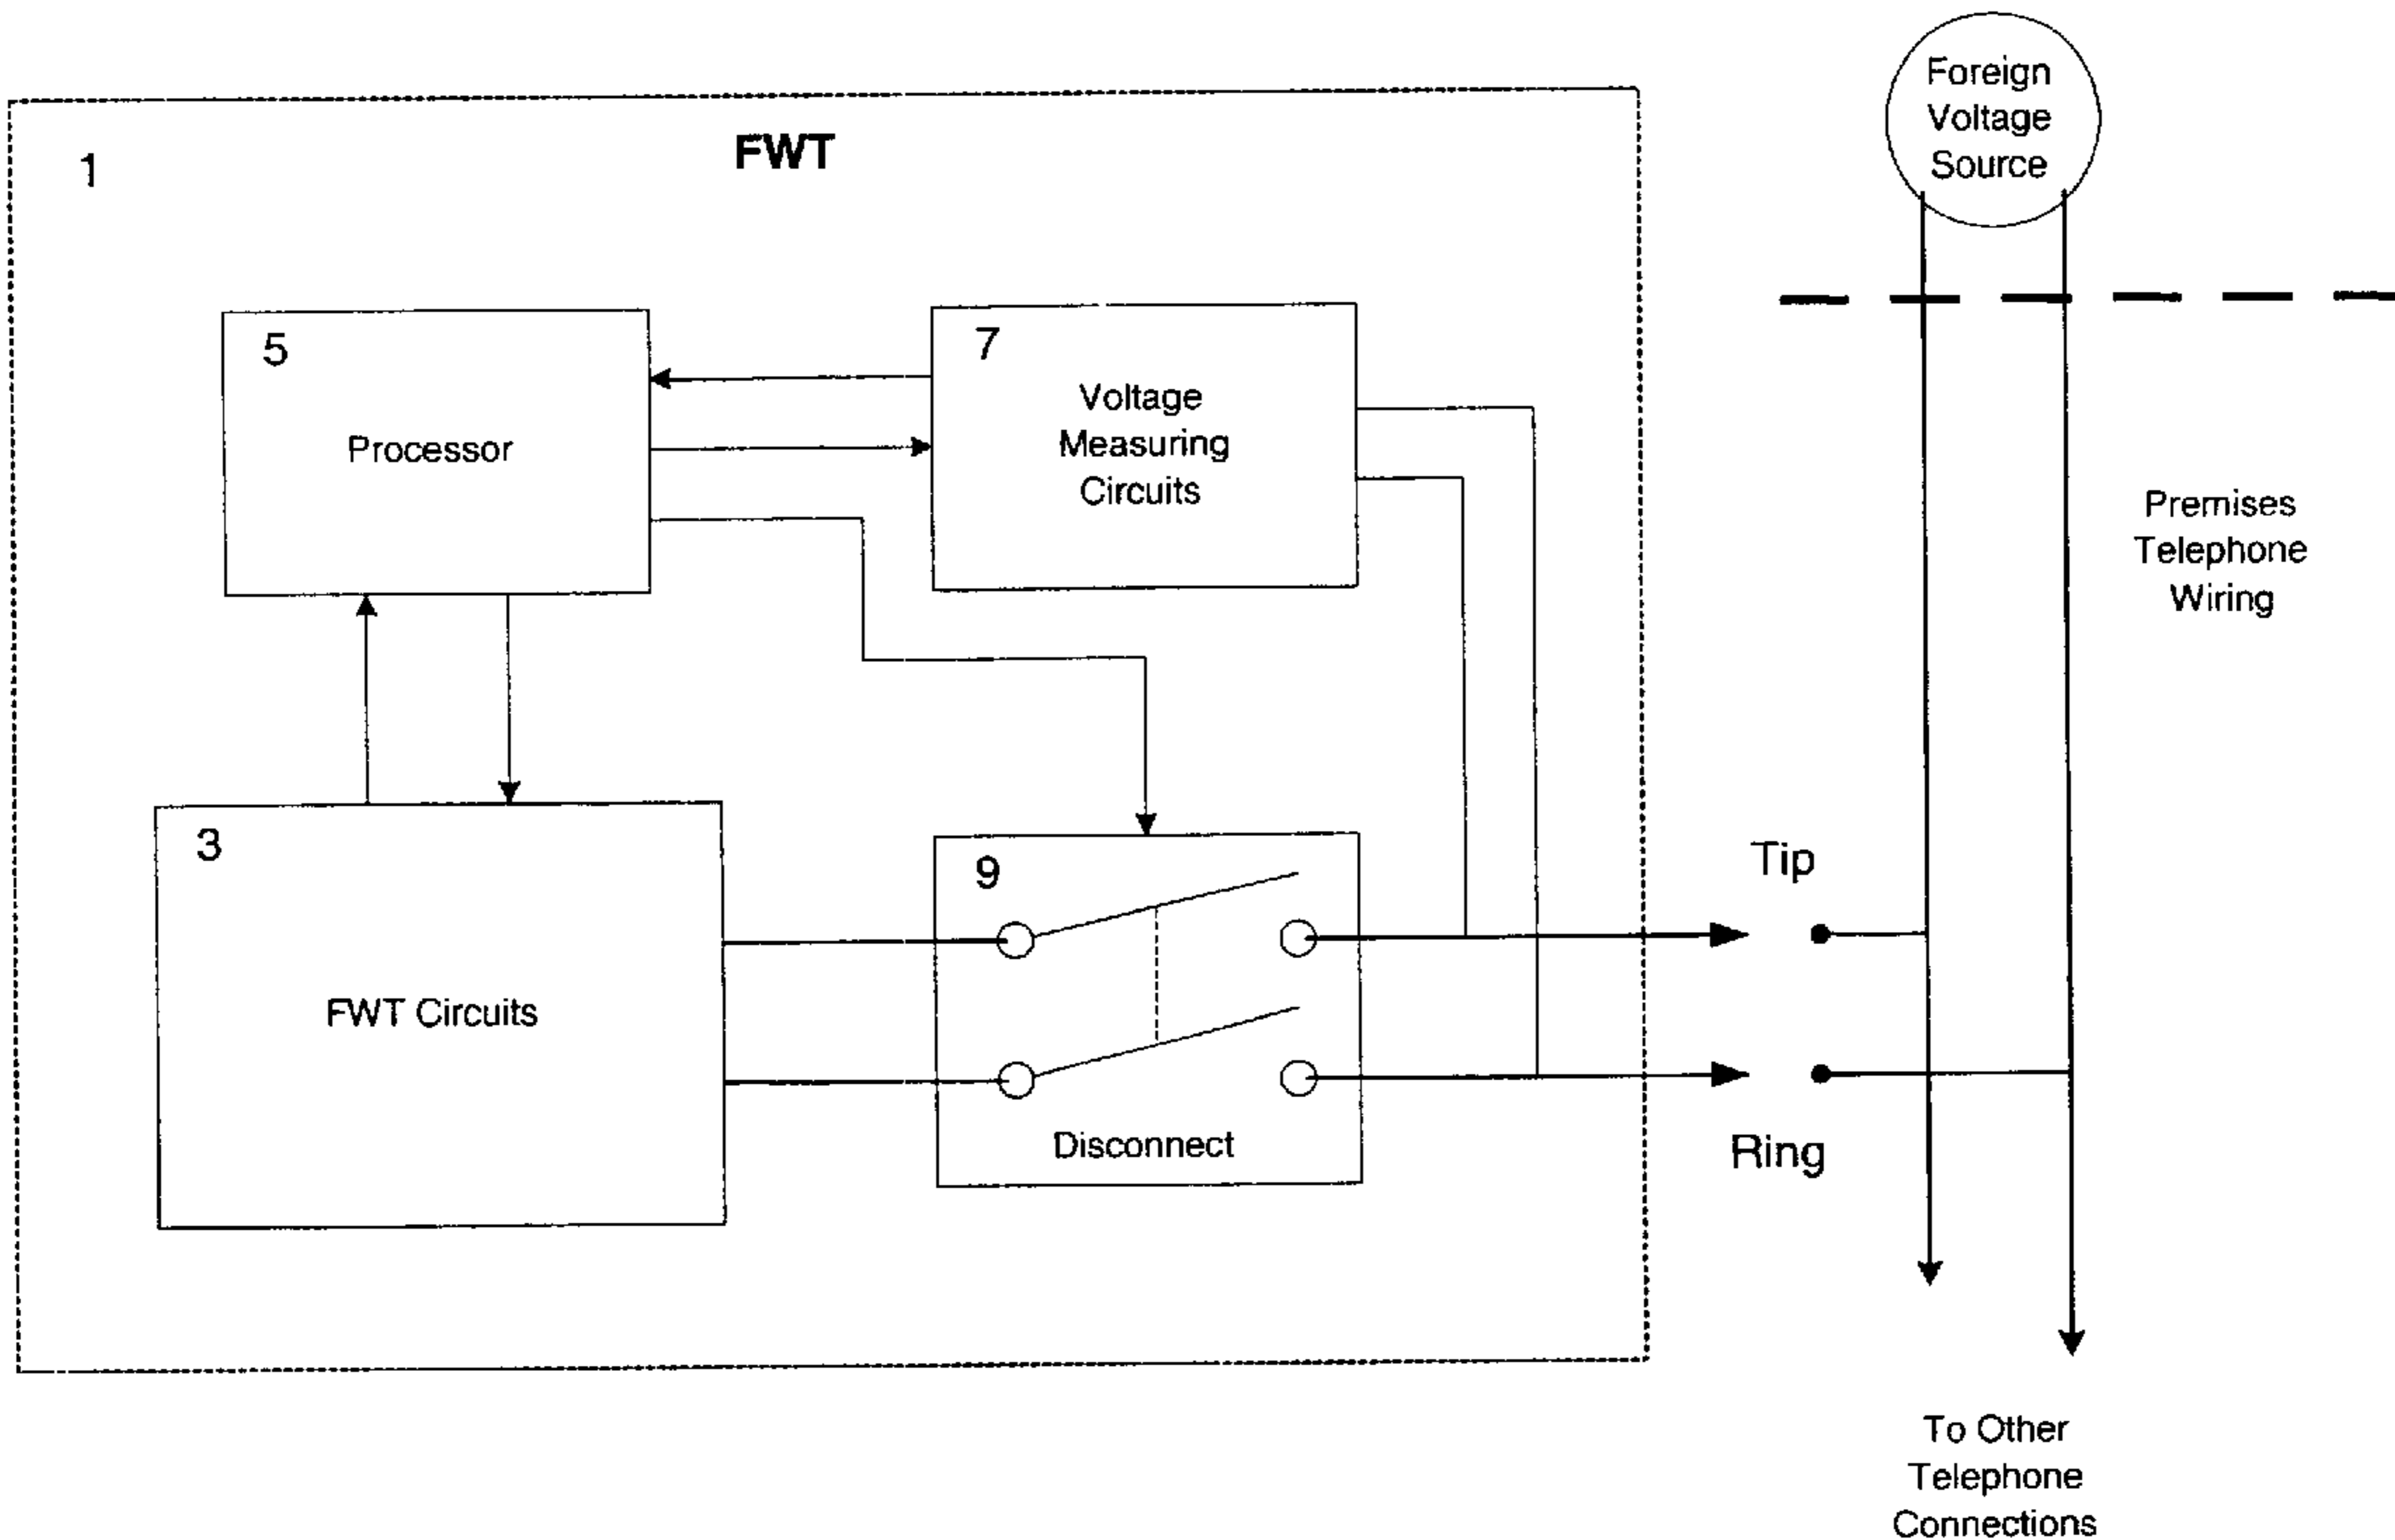 Foreign
Voltage
Source
FWT
1
5
Processor
7
Voltage
Measuring
Circuits
Premises
Telephone
Wiring
3
FWT Circuits
9
Disconnect
Tip
Ring
To Other
Telephone
Connections